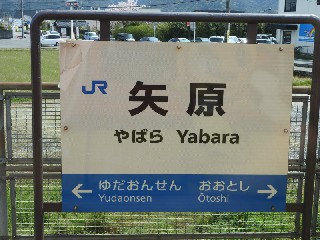 JR
矢原
やばら Yabara
← ゆだおんせん おおとし →
Yudaonsen Ōtoshi